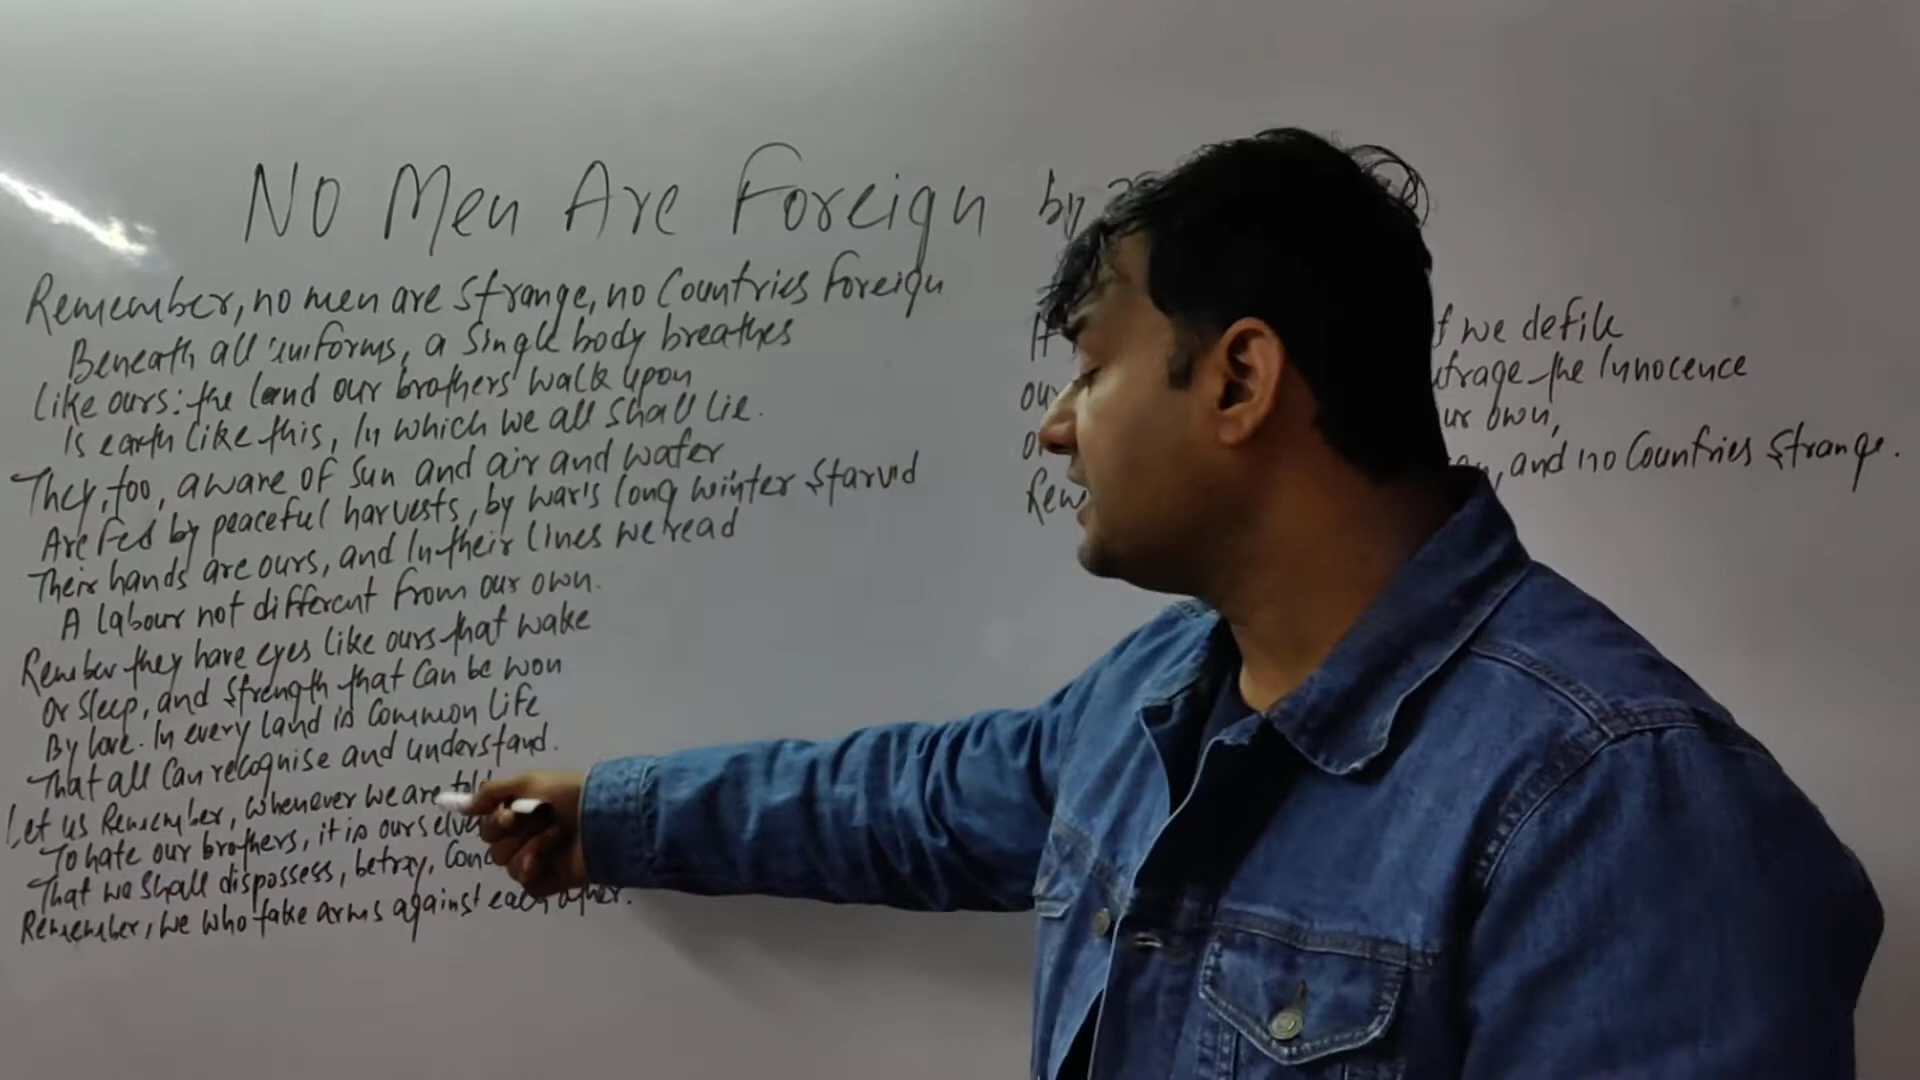 No Men Are Foreign by
Remember, no men are strange, no Countries Foreign
Beneath all uniforms, a single body breathes
Like ours: the land our brothers' walk upon
Is earth like this, in which we all shall lie.
They, too, aware of sun and air and water
Are Fed by peaceful harvests, by war's long winter starv'd
Their hands are ours, and In their lines we read
A labour not different from our own.
Remeber they have eyes like ours that wake
Or sleep, and strength that can be won
By love. In every land is common life
That all can recognise and understand.
Let us Remember, whenever we are told
To hate our brothers, it is ourselve
That we shall dispossess, betray,
Remember, we who take arms against each other.
we defile
the Innocence
our own,
and no Countries Strange.